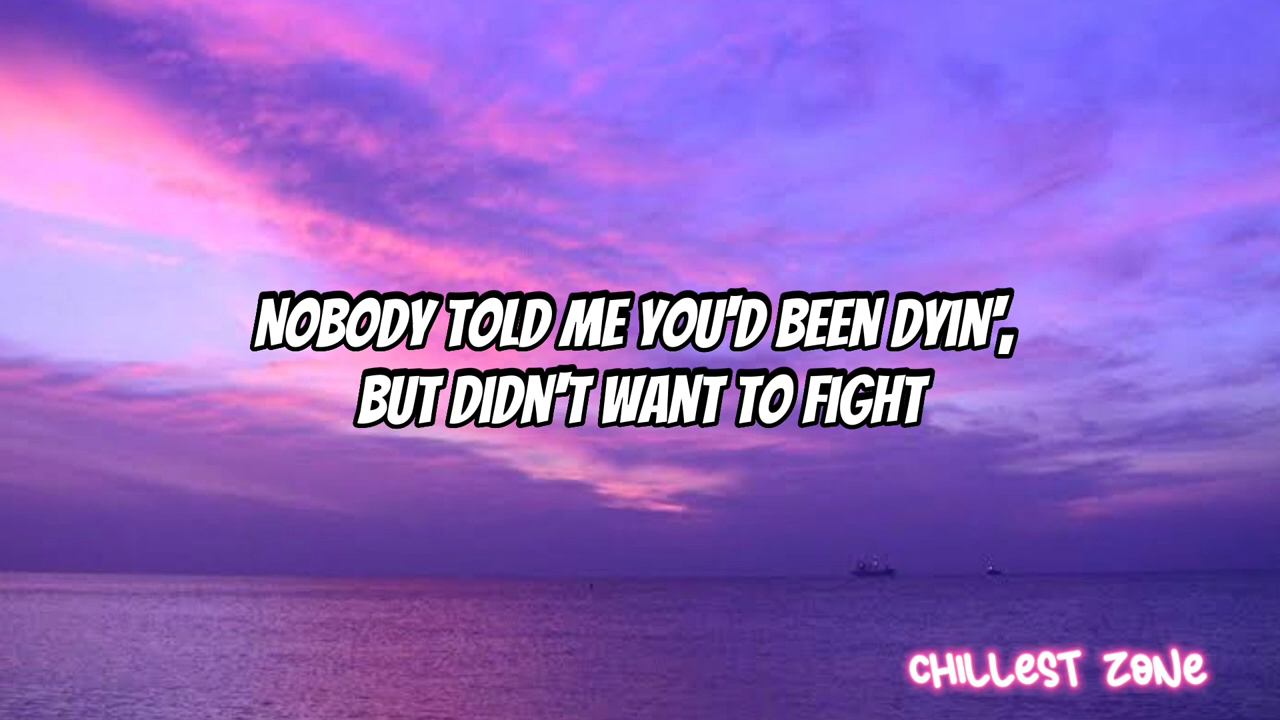 NOBODY TOLD ME YOU'D BEEN DYIN',
BUT DIDN'T WANT TO FIGHT
CHILLEST ZONE